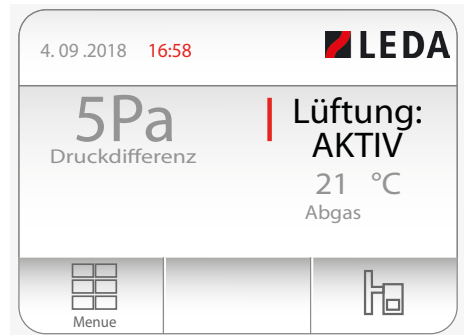 4. 09 .2018 16:58
LEDA
5Pa
Druckdifferenz
Lüftung:
AKTIV
21 °C
Abgas
Menue